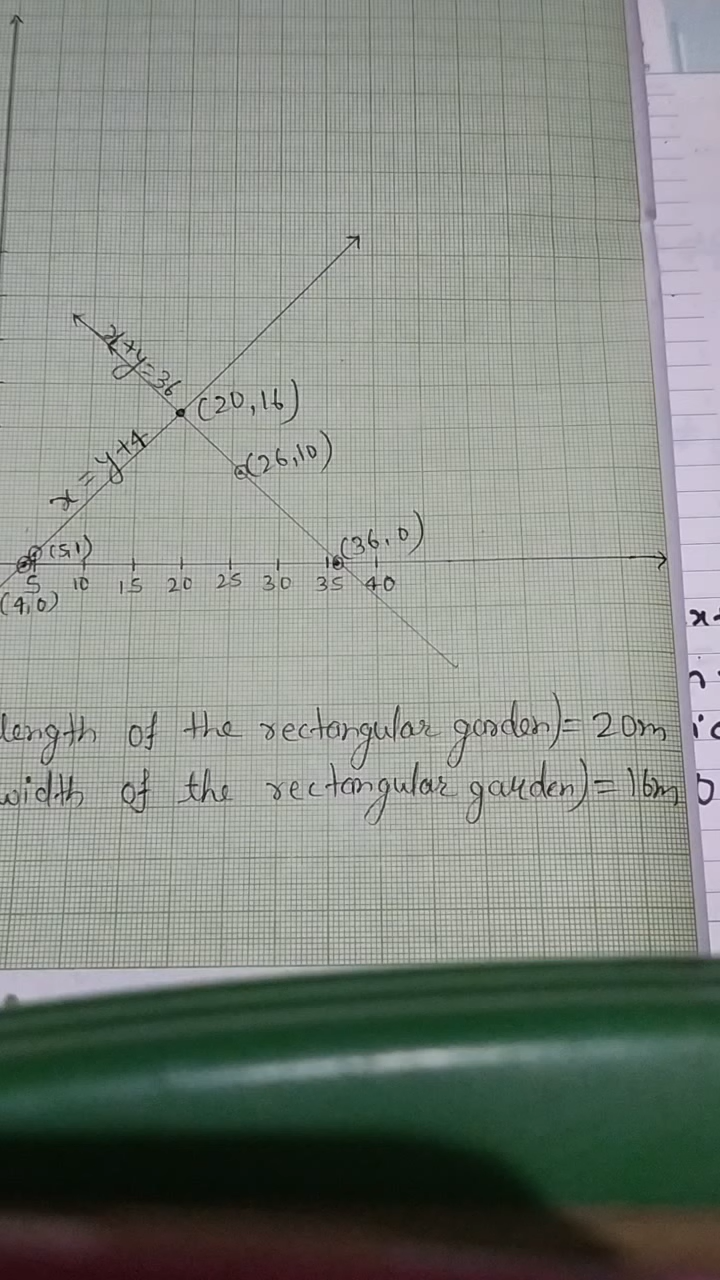 x+y=36
(20,16)
x = y+4
(26,10)
(5,1)
(36,0)
5 10 15 20 25 30 35 40
(4,0)
length of the rectangular garden)= 20m
width of the rectangular garden)= 16m